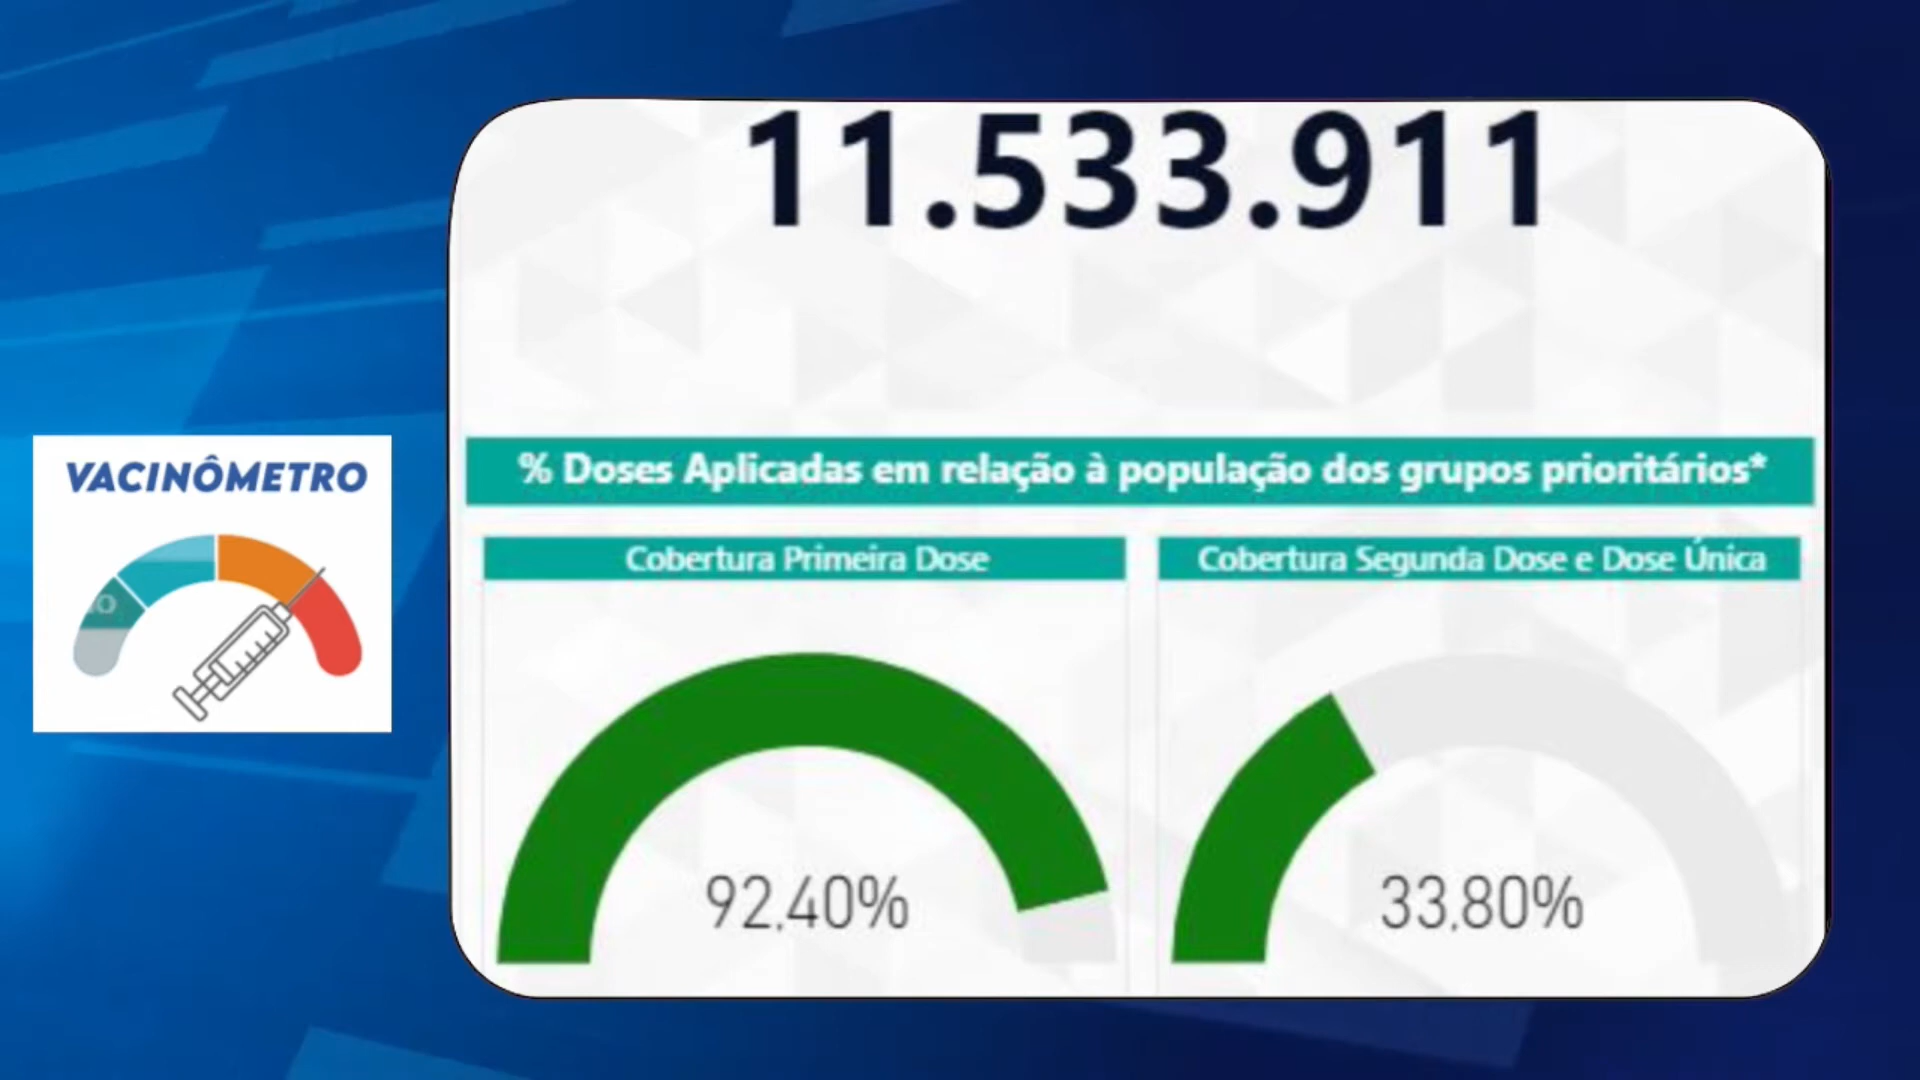 11.533.911
% Doses Aplicadas em relação à população dos grupos prioritários*
Cobertura Primeira Dose
Cobertura Segunda Dose e Dose Única
92,40%
33,80%
VACINÔMETRO